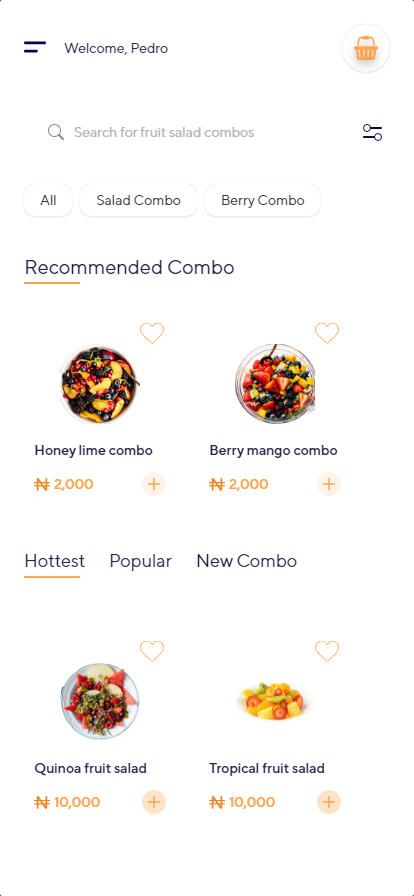 Welcome, Pedro
Search for fruit salad combos
All Salad Combo Berry Combo
Recommended Combo
Honey lime combo Berry mango combo
₦ 2,000 ₦ 2,000
Hottest Popular New Combo
Quinoa fruit salad Tropical fruit salad
₦ 10,000 ₦ 10,000